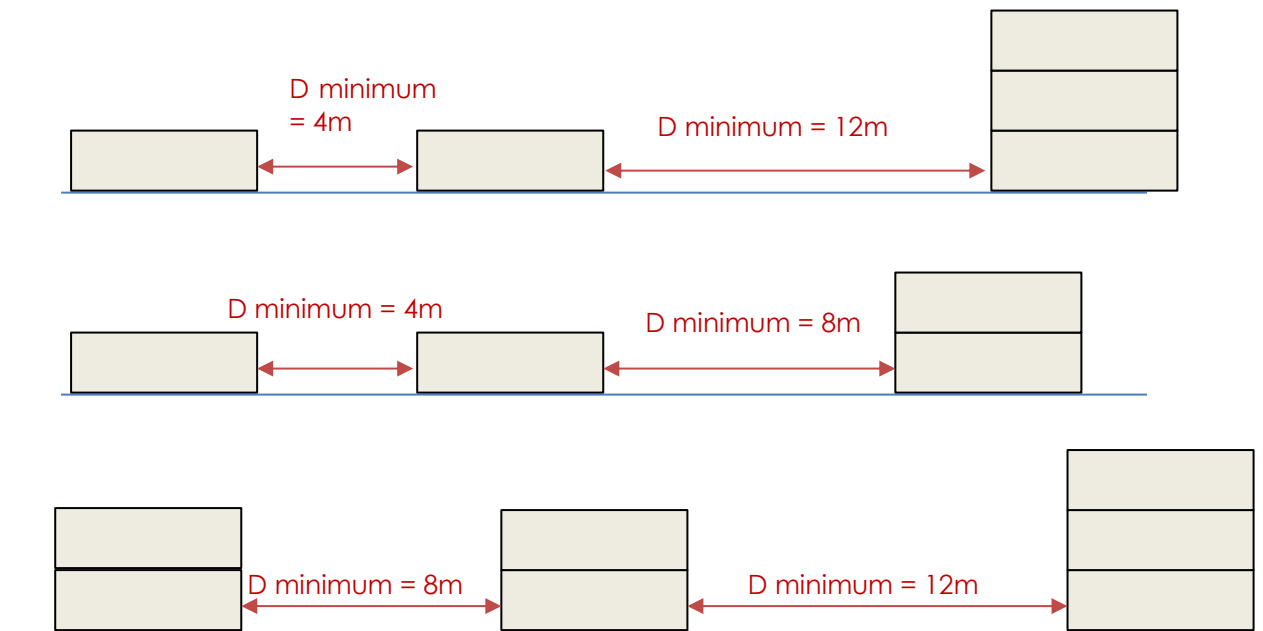 D minimum
= 4m
D minimum = 12m
D minimum = 4m
D minimum = 8m
D minimum = 8m
D minimum = 12m